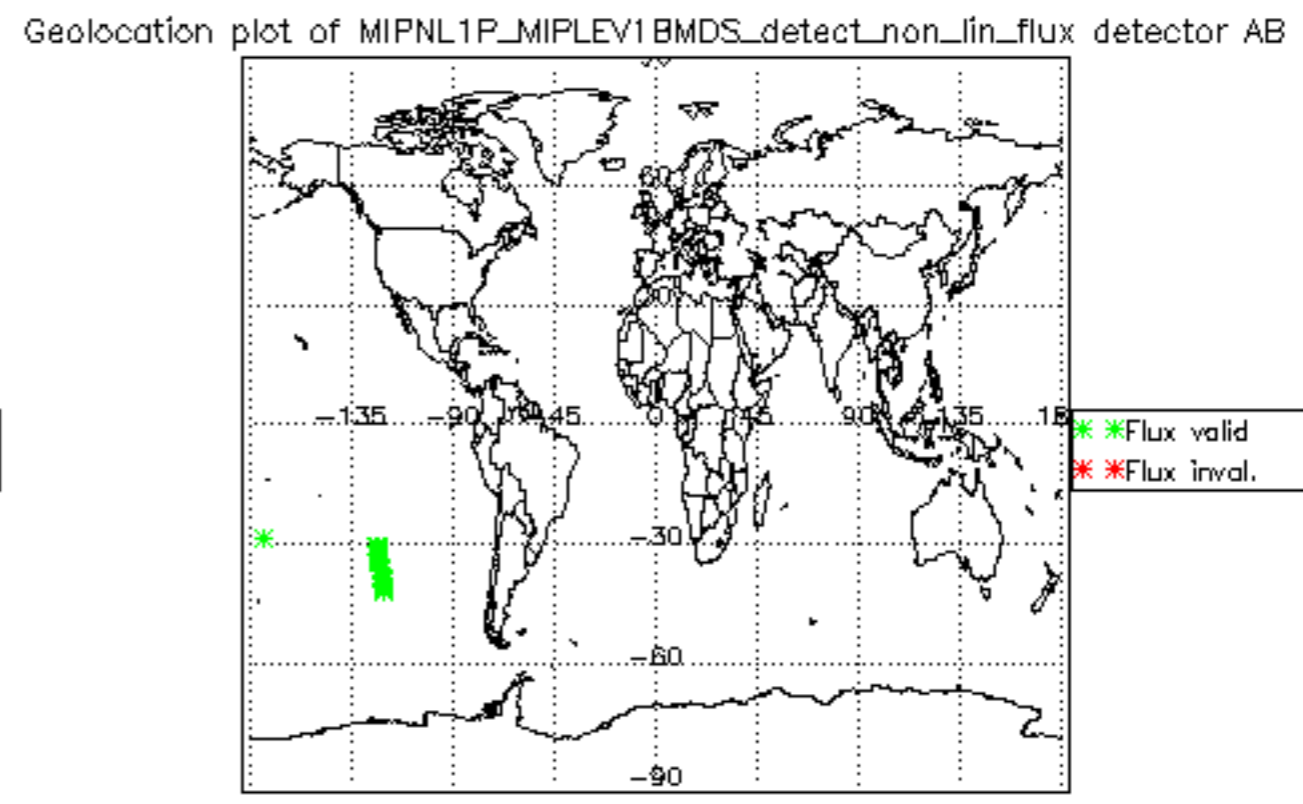 Geolocation plot of MIPNL1P_MIPLEV1BMDS_detect_non_lin_flux detector AB
60
-135 -90 45 0 45 90 135
Flux valid
Flux inval.
-30
-60
-90